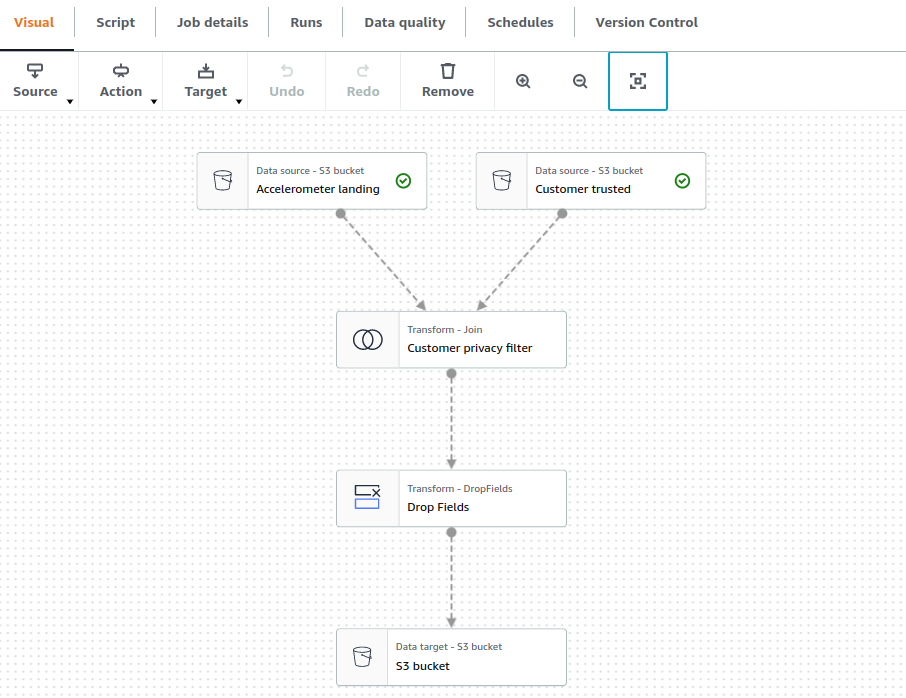 Visual Script Job details Runs Data quality Schedules Version Control
Source Action Target Undo Redo Remove
Data source - S3 bucket
Accelerometer landing
Data source - S3 bucket
Customer trusted
Transform - Join
Customer privacy filter
Transform - DropFields
Drop Fields
Data target - S3 bucket
S3 bucket